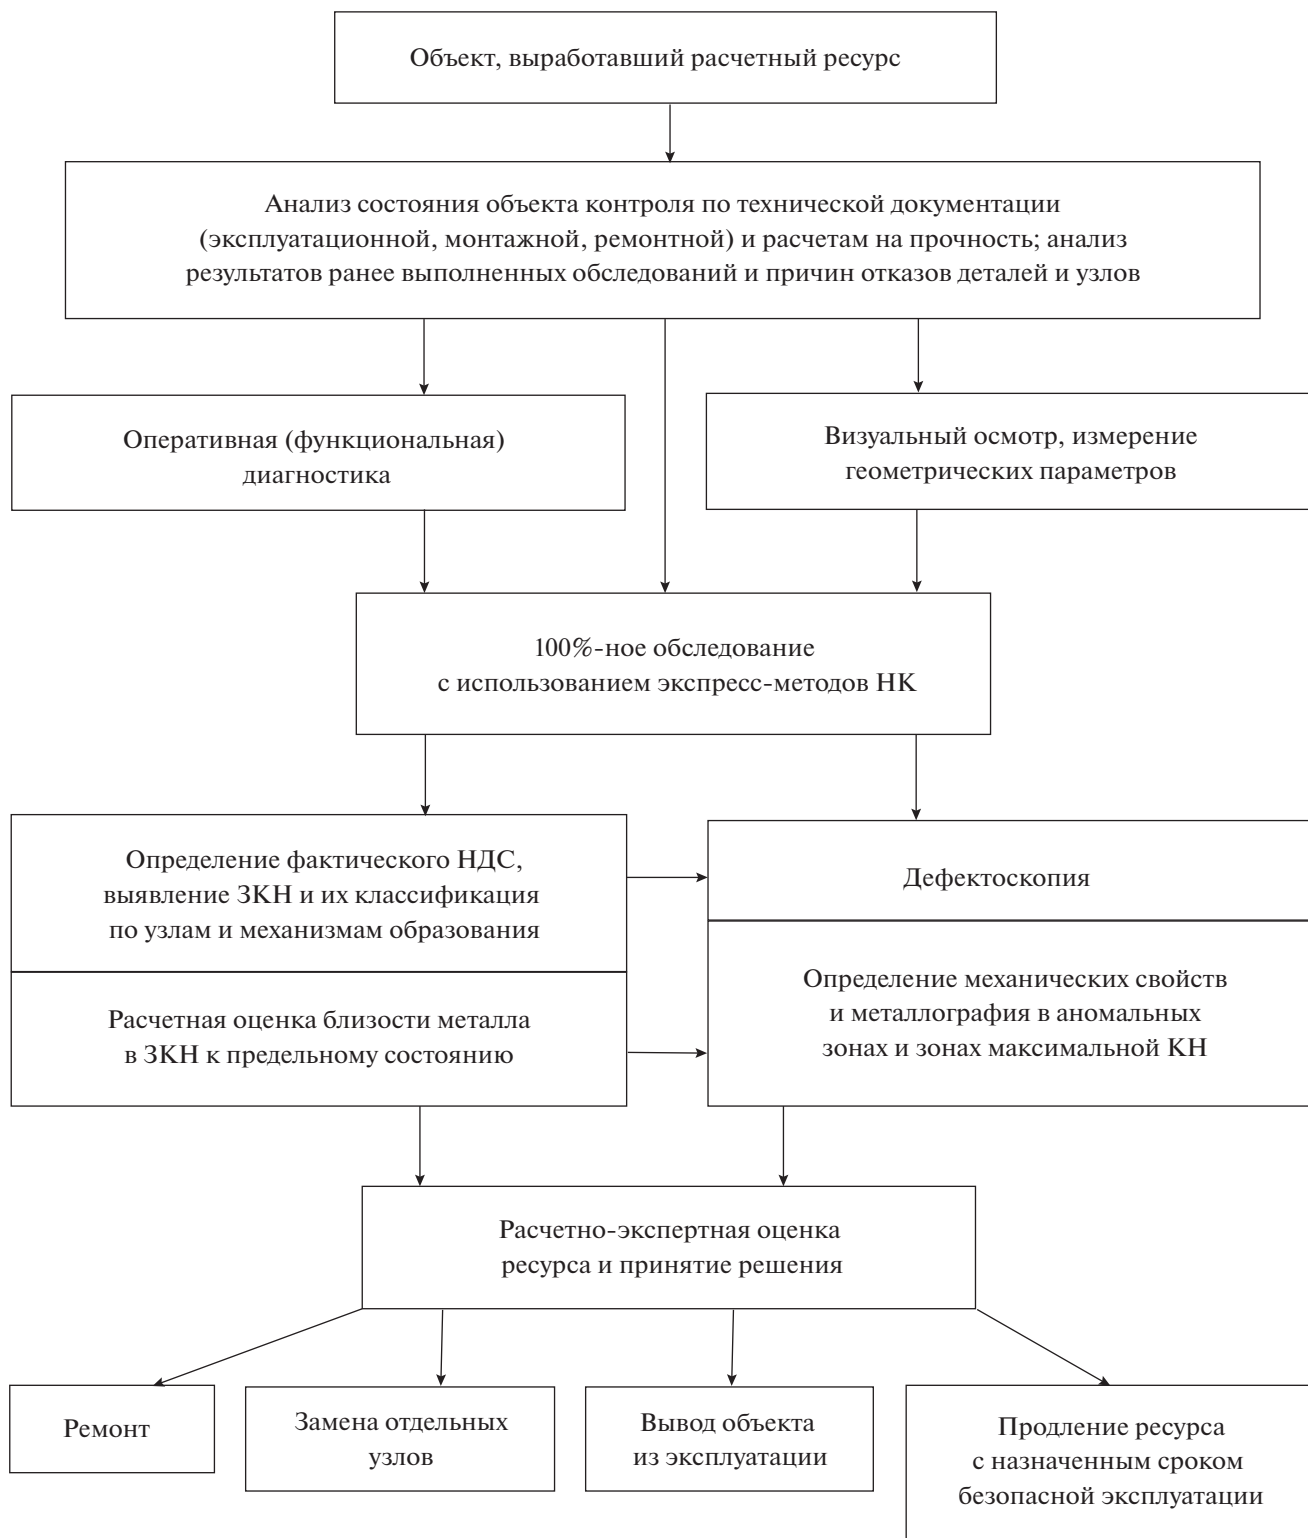 Объект, выработавший расчетный ресурс
Анализ состояния объекта контроля по технической документации
(эксплуатационной, монтажной, ремонтной) и расчетам на прочность; анализ
результатов ранее выполненных обследований и причин отказов деталей и узлов
Оперативная (функциональная)
диагностика
Визуальный осмотр, измерение
геометрических параметров
100%-ное обследование
с использованием экспресс-методов НК
Определение фактического НДС,
выявление ЗКН и их классификация
по узлам и механизмам образования
Дефектоскопия
Расчетная оценка близости металла
в ЗКН к предельному состоянию
Определение механических свойств
и металлография в аномальных
зонах и зонах максимальной КН
Расчетно-экспертная оценка
ресурса и принятие решения
Ремонт
Замена отдельных
узлов
Вывод объекта
из эксплуатации
Продление ресурса
с назначенным сроком
безопасной эксплуатации